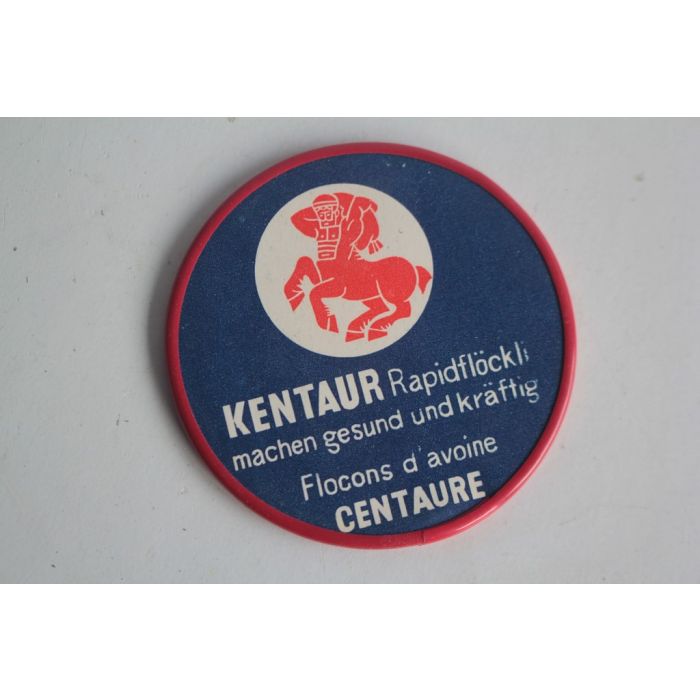 KENTAUR Rapidflöckli
machen gesund und kräftig
Flocons d'avoine
CENTAURE